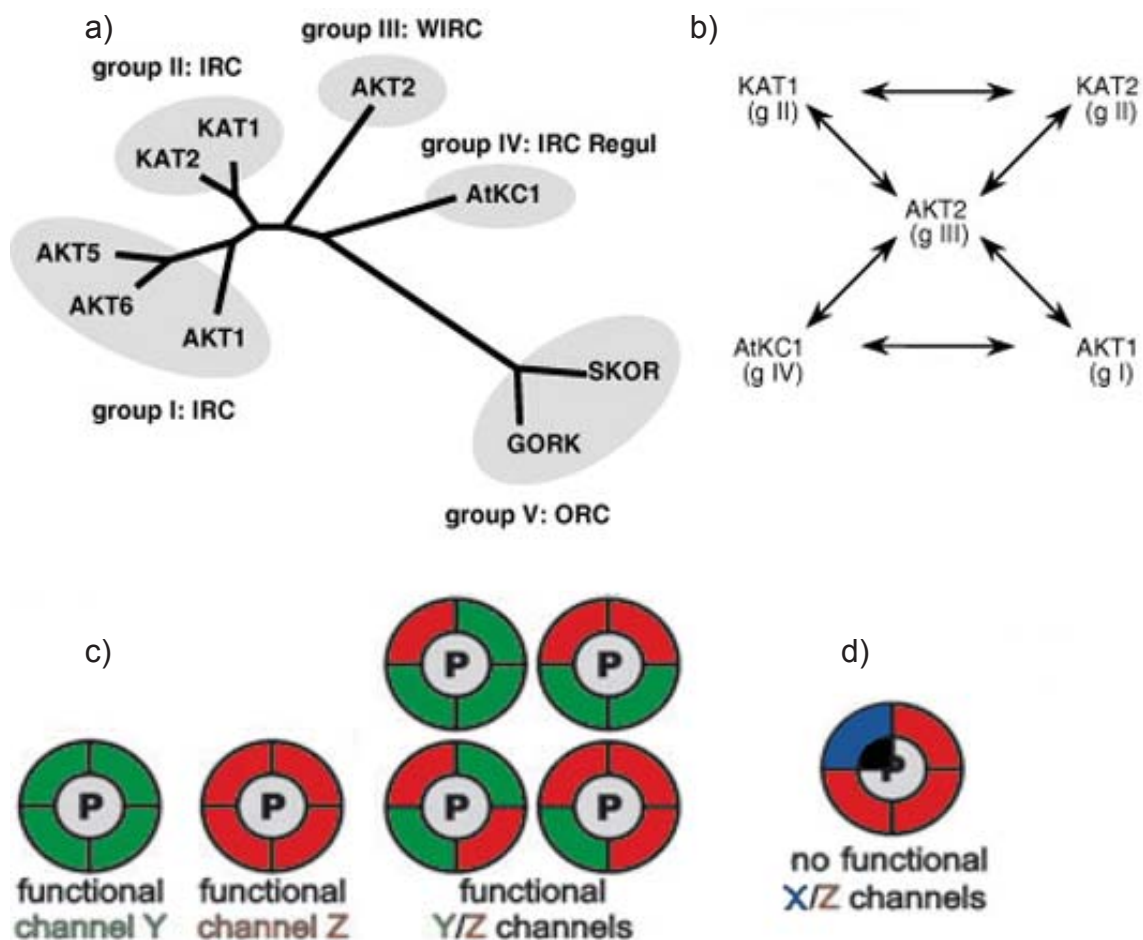 a)
group III: WIRC
group II: IRC
AKT2
KAT1
KAT2
group IV: IRC Regul
AtKC1
AKT5
AKT6
AKT1
group I: IRC
SKOR
GORK
group V: ORC
b)
KAT1
(g II)
KAT2
(g II)
AKT2
(g III)
AtKC1
(g IV)
AKT1
(g I)
c)
P
P
P
P
P
P
functional
channel Y
functional
channel Z
functional
Y/Z channels
d)
P
no functional
X/Z channels